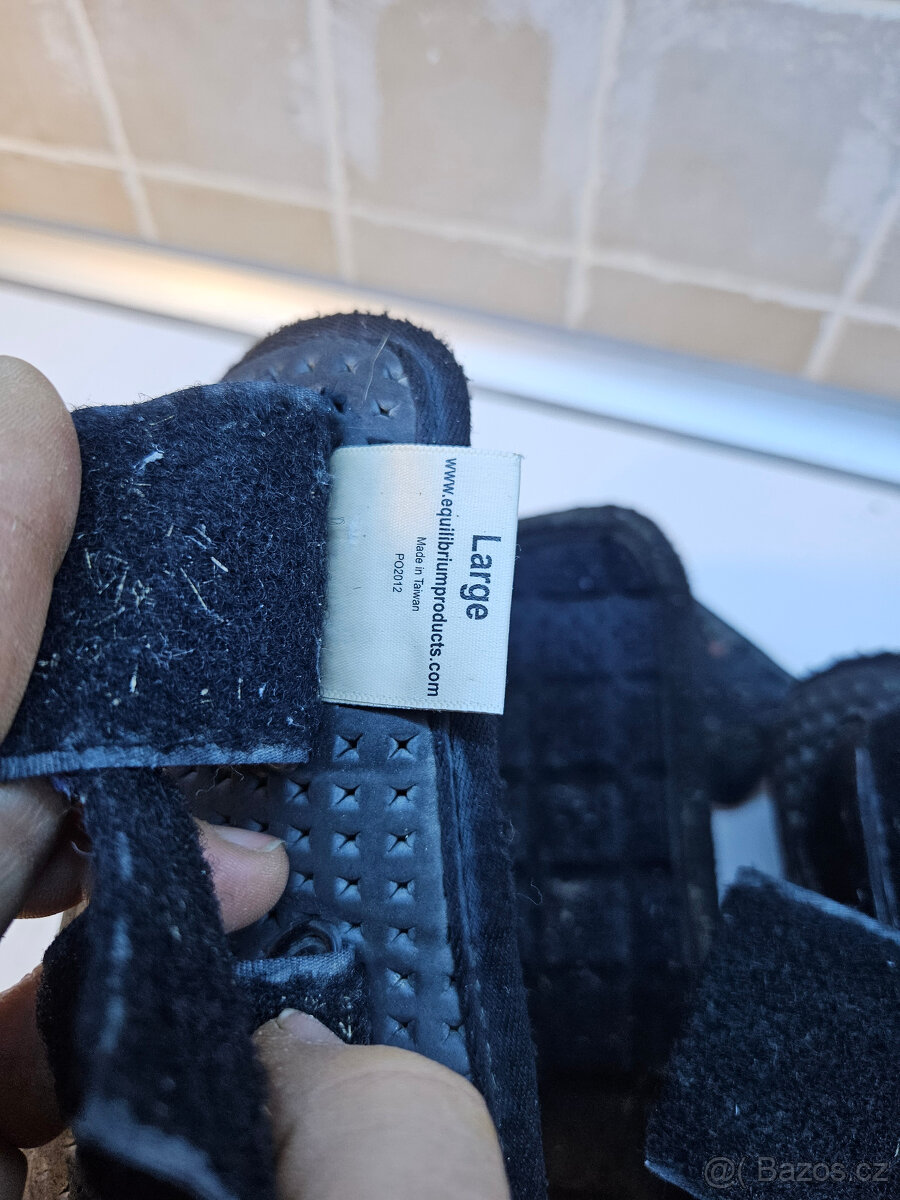 Large
www.equilibriumproducts.com
Made in Taiwan
PO2012
@( Bazos.cz